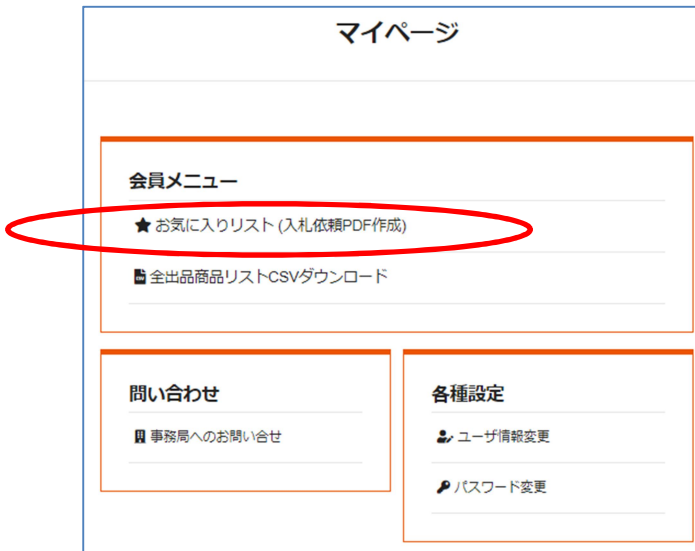 マイページ
会員メニュー
お気に入りリスト (入札依頼PDF作成)
全出品商品リストCSVダウンロード
問い合わせ
事務局へのお問い合せ
各種設定
ユーザ情報変更
パスワード変更